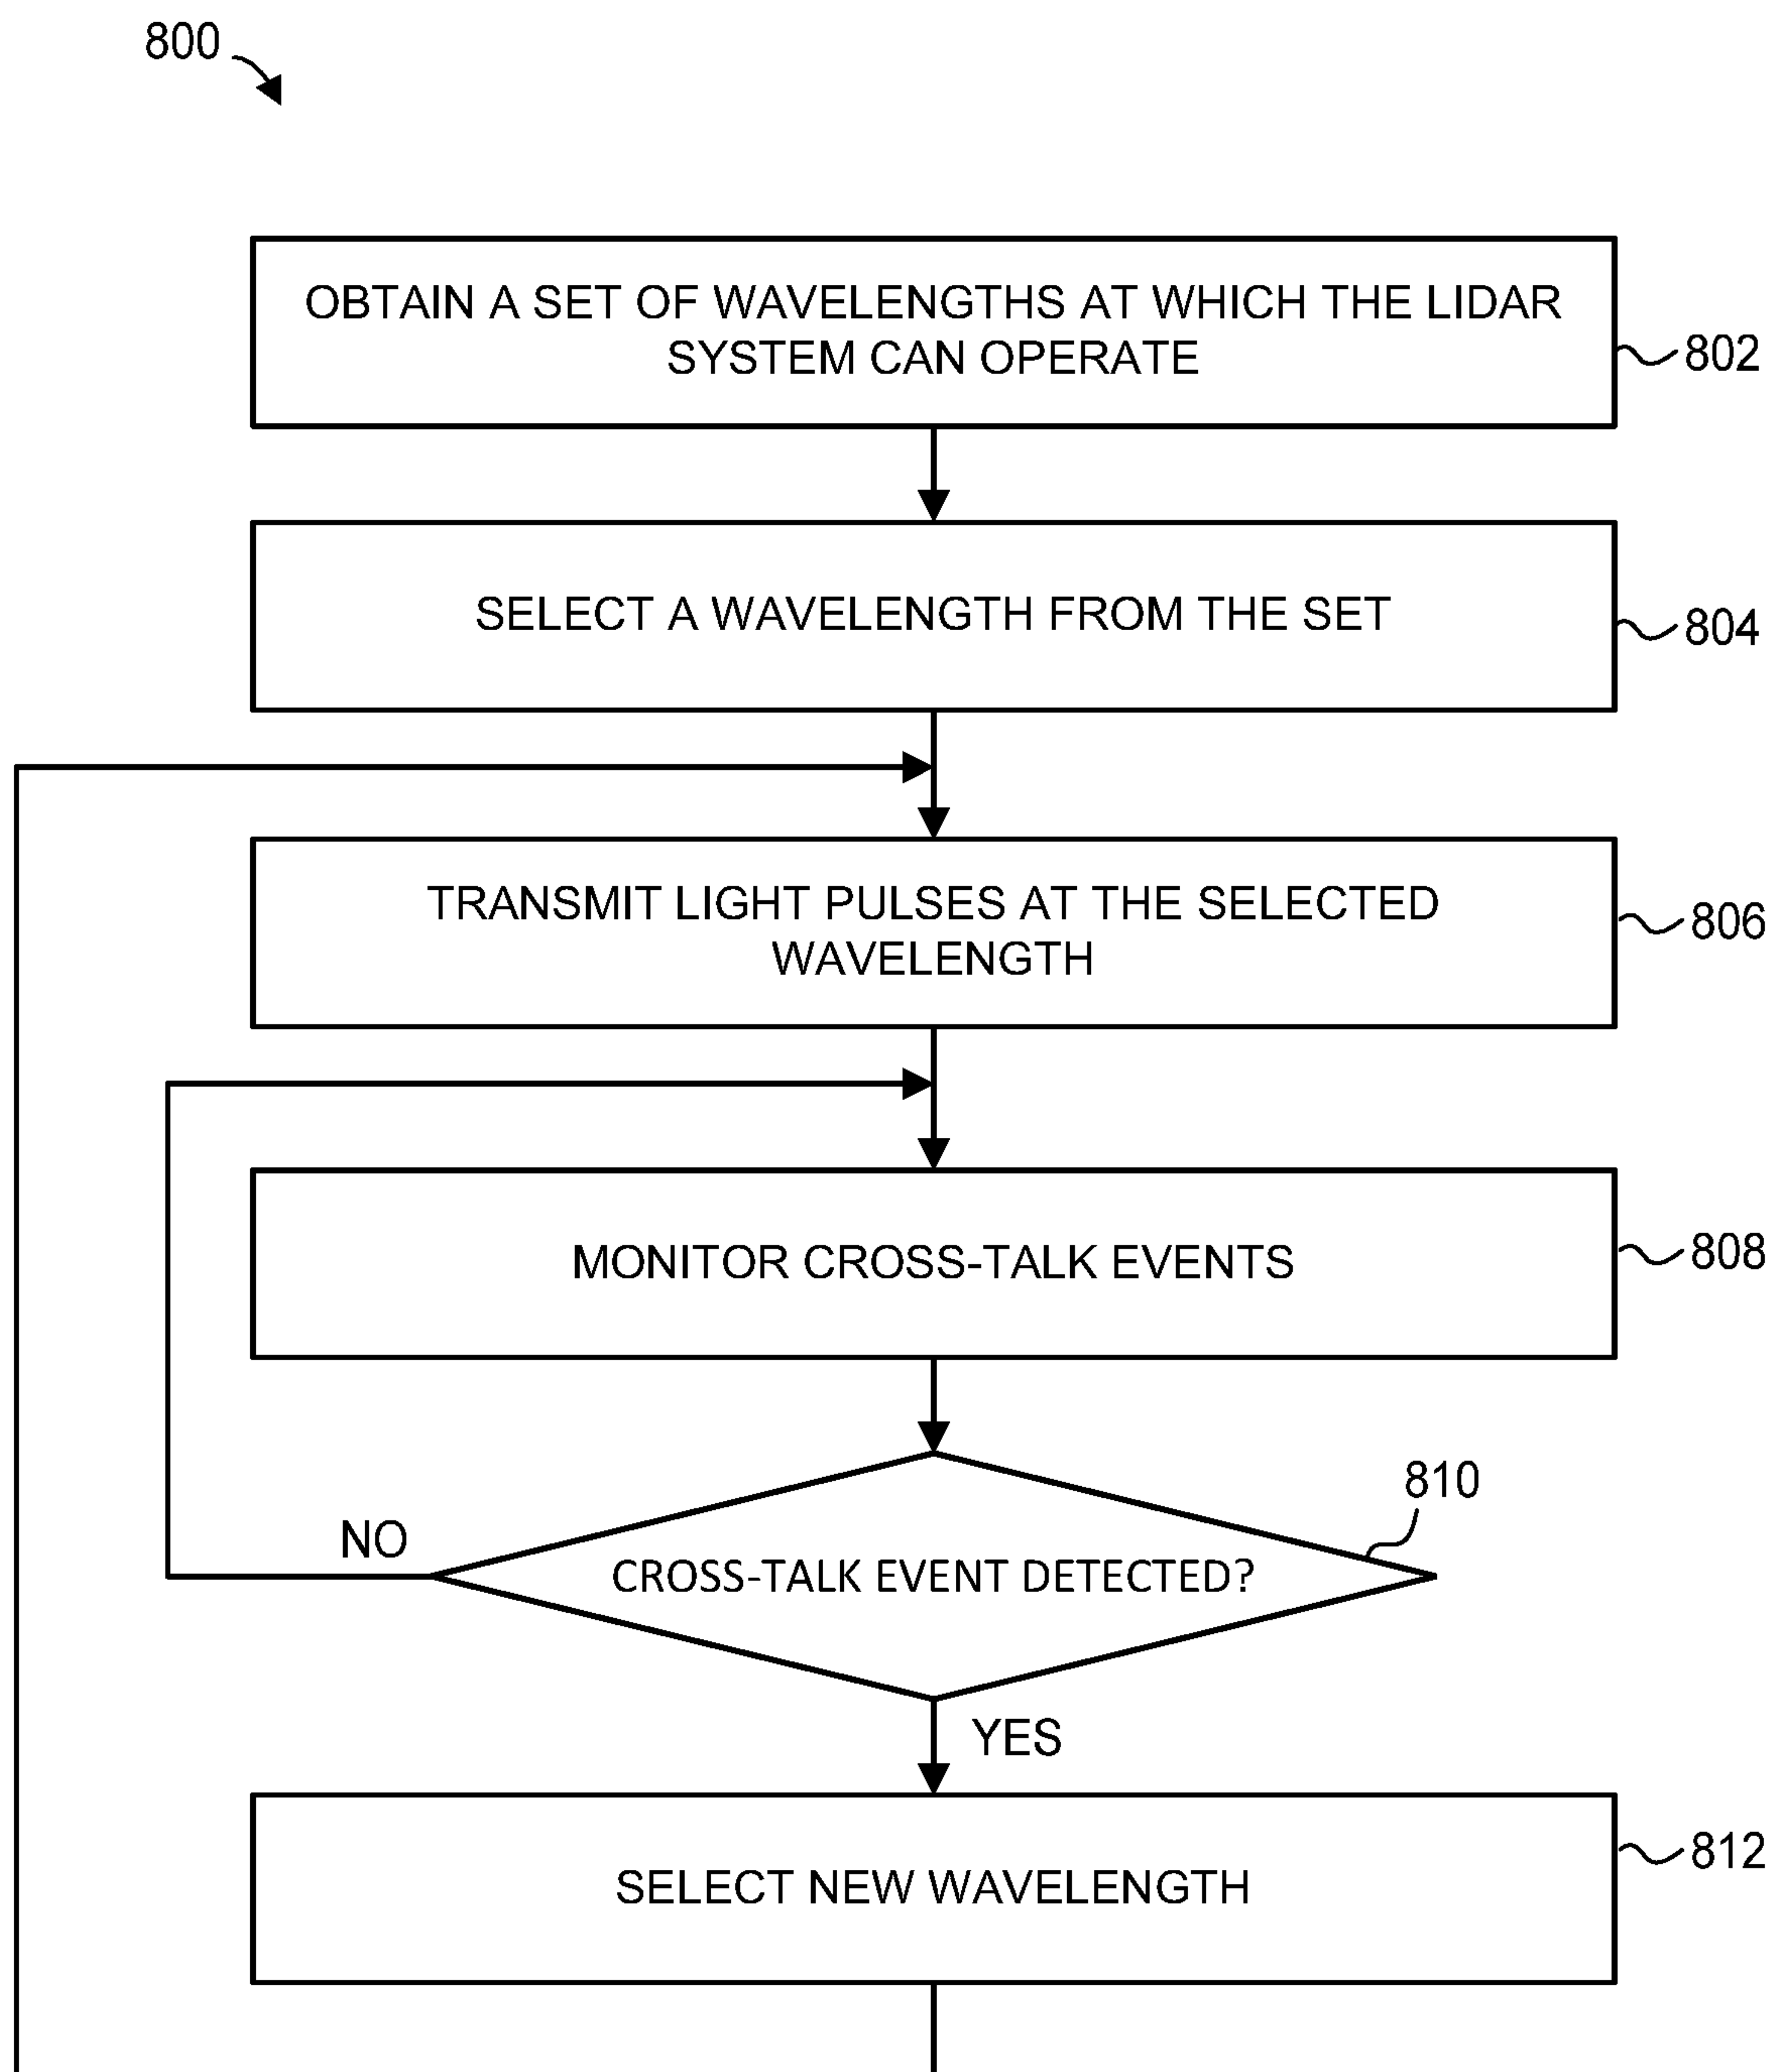 800
OBTAIN A SET OF WAVELENGTHS AT WHICH THE LIDAR
SYSTEM CAN OPERATE
802
SELECT A WAVELENGTH FROM THE SET
804
TRANSMIT LIGHT PULSES AT THE SELECTED
WAVELENGTH
806
MONITOR CROSS-TALK EVENTS
808
810
NO
CROSS-TALK EVENT DETECTED?
YES
SELECT NEW WAVELENGTH
812